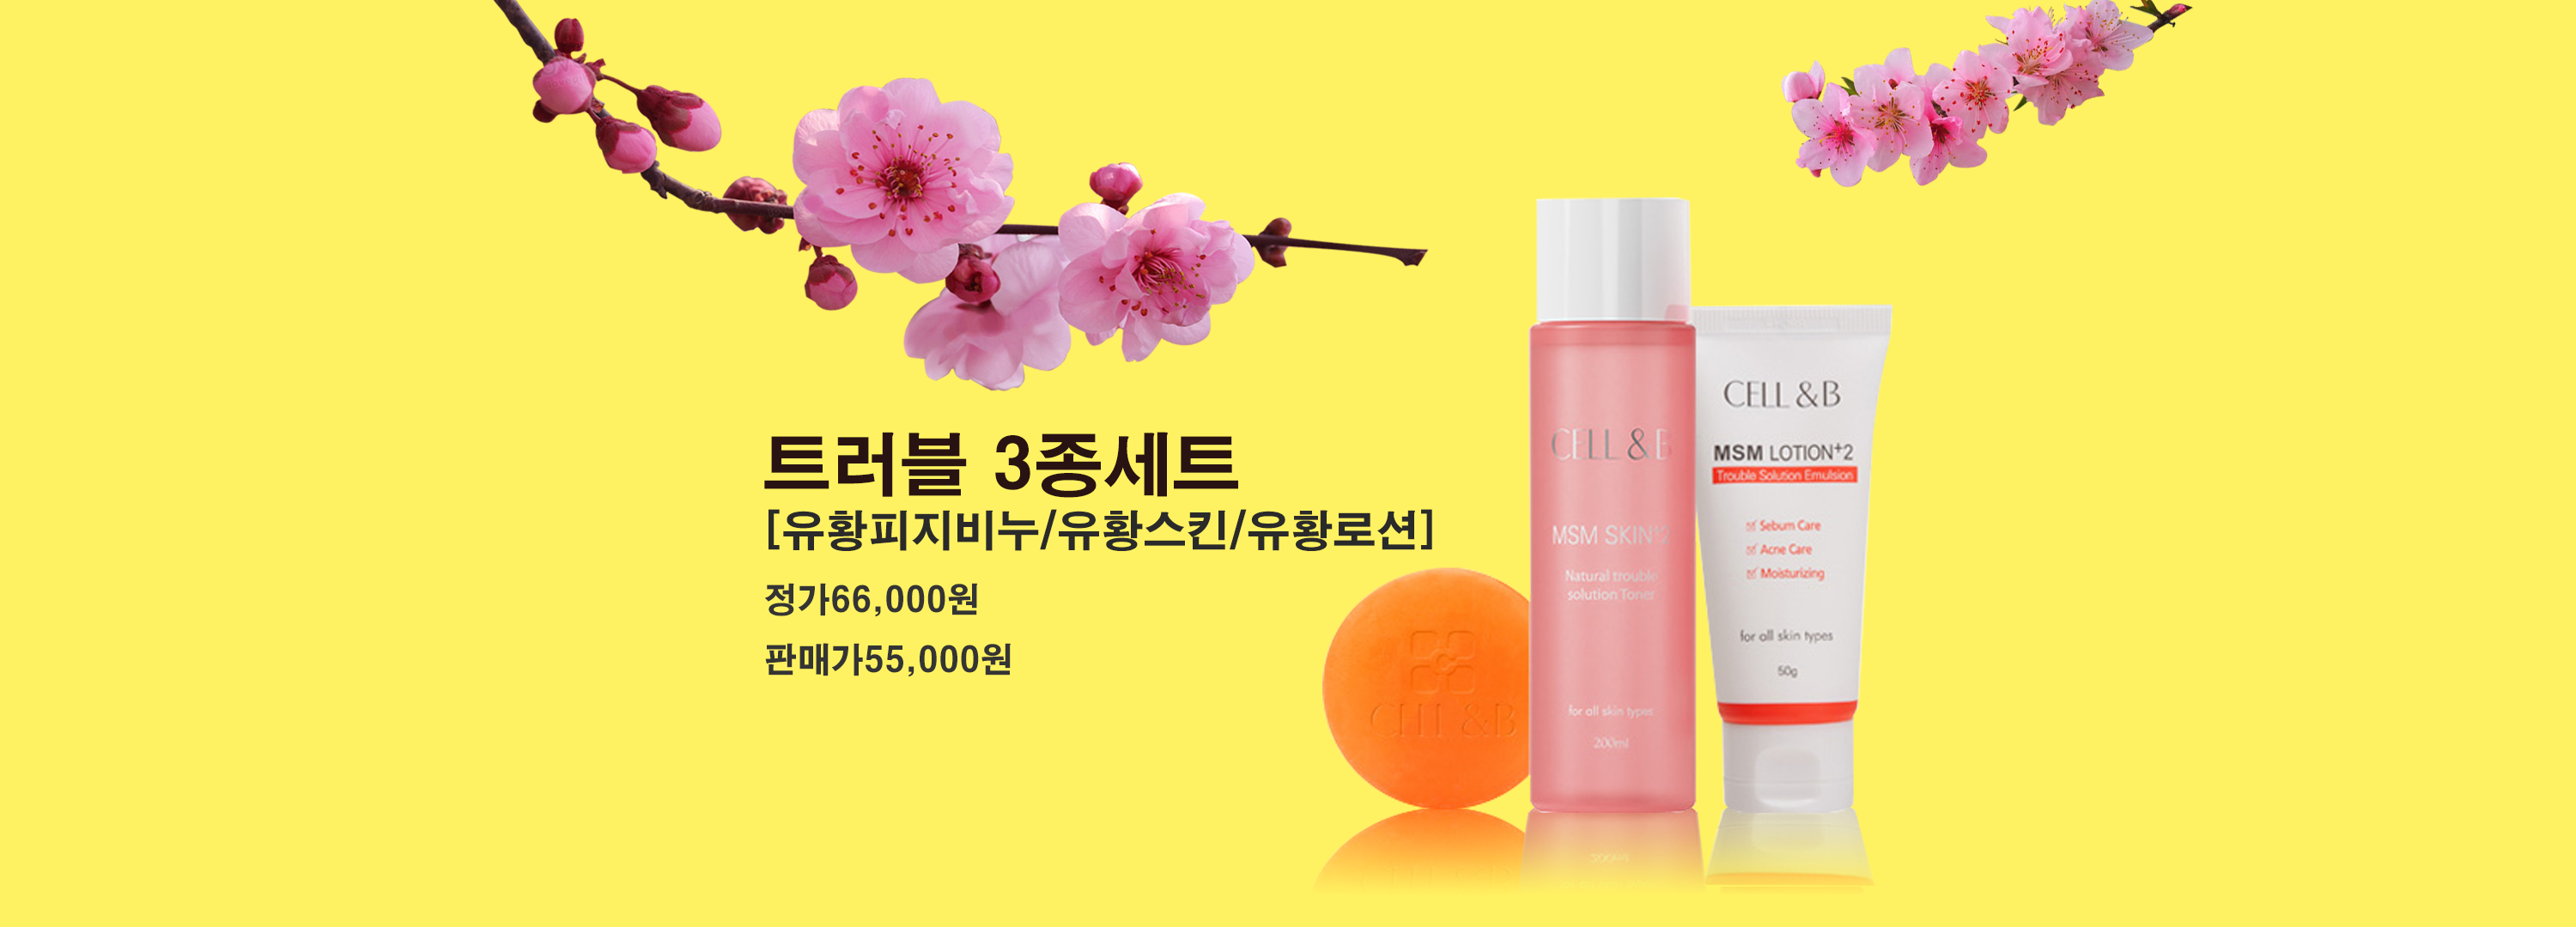 트러블 3종세트
[유황피지비누/유황스킨/유황로션]
정가66,000원
판매가55,000원
CELL &B
CELL & B
MSM SKIN+2
Natural trouble
solution Toner
for all skin types
200ml
CELL &B
MSM LOTION+2
Trouble Solution Emulsion
Sebum Care
Acne Care
Moisturizing
for all skin types
50g